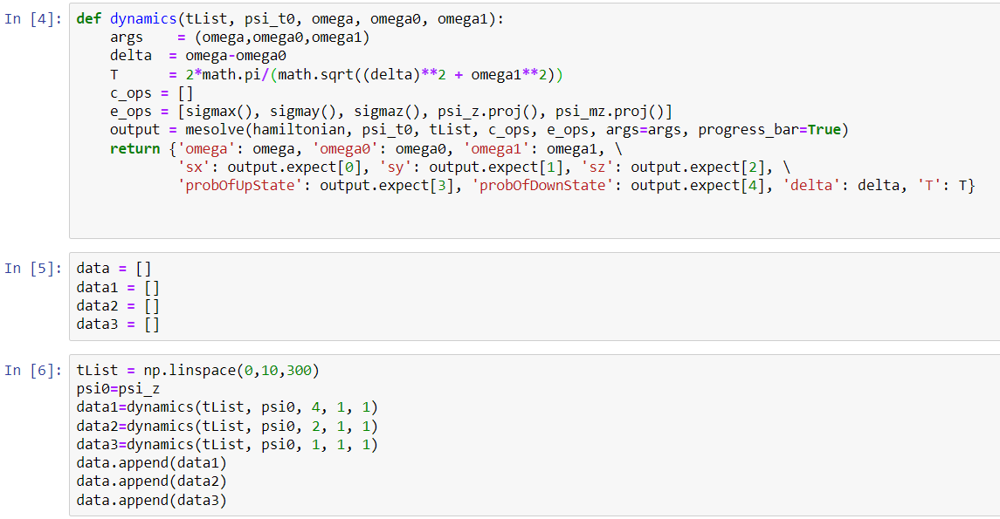 In [4]: def dynamics(tList, psi_t0, omega, omega0, omega1):
    args    = (omega,omega0,omega1)
    delta  = omega-omega0
    T      = 2*math.pi/(math.sqrt((delta)**2 + omega1**2))
    c_ops = []
    e_ops = [sigmax(), sigmay(), sigmaz(), psi_z.proj(), psi_mz.proj()]
    output = mesolve(hamiltonian, psi_t0, tList, c_ops, e_ops, args=args, progress_bar=True)
    return {'omega': omega, 'omega0': omega0, 'omega1': omega1, \
            'sx': output.expect[0], 'sy': output.expect[1], 'sz': output.expect[2], \
            'probOfUpState': output.expect[3], 'probOfDownState': output.expect[4], 'delta': delta, 'T': T}
In [5]: data = []
data1 = []
data2 = []
data3 = []
In [6]: tList = np.linspace(0,10,300)
psi0=psi_z
data1=dynamics(tList, psi0, 4, 1, 1)
data2=dynamics(tList, psi0, 2, 1, 1)
data3=dynamics(tList, psi0, 1, 1, 1)
data.append(data1)
data.append(data2)
data.append(data3)